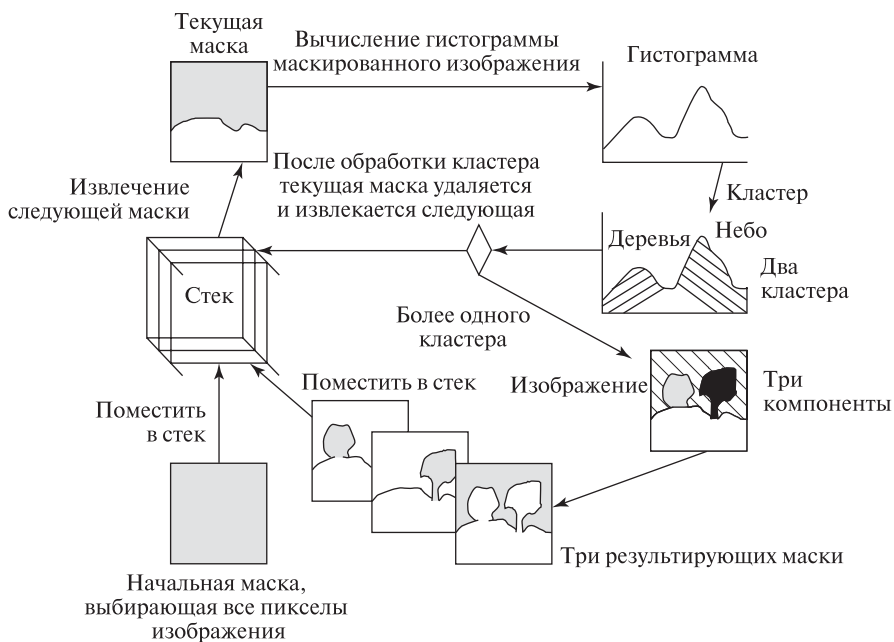 Текущая
маска
Вычисление гистограммы
маскированного изображения
Гистограмма
После обработки кластера
текущая маска удаляется
и извлекается следующая
Извлечение
следующей маски
Кластер
Деревья
Небо
Два
кластера
Стек
Более одного
кластера
Изображение
Три
компоненты
Поместить в стек
Поместить
в стек
Три результирующих маски
Начальная маска,
выбирающая все пикселы
изображения